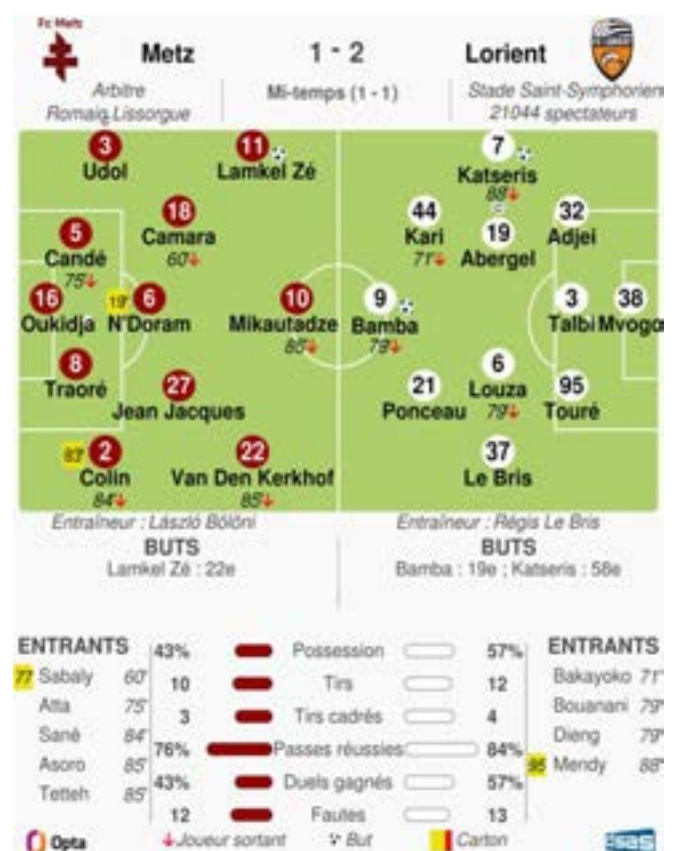 Fc Metz
Metz 1 - 2 Lorient
Arbitre
Romain Lissorgue
Mi-temps (1 - 1)
Stade Saint-Symphorien
21044 spectateurs
3 Udol
11 Lamkel Zé
7 Katseris 88'
18 Camara 60'
44 Kari 71'
19 Abergel
32 Adjei
5 Candé 75'
16 Oukidja
19' 6 N'Doram
10 Mikautadze 85'
9 Bamba 79'
3 Talbi
38 Mvogo
8 Traoré
27 Jean Jacques
21 Ponceau
6 Louza 79'
95 Touré
83' 2 Colin 84'
22 Van Den Kerkhof 85'
37 Le Bris
Entraîneur : László Bölöni
Entraîneur : Régis Le Bris
BUTS
Lamkel Zé : 22e
BUTS
Bamba : 19e ; Katseris : 58e
ENTRANTS
77' Sabaly 60'
Atta 75'
Sané 84'
Asoro 85'
Tetteh 85'
43% Possession 57%
10 Tirs 12
3 Tirs cadrés 4
76% Passes réussies 84%
43% Duels gagnés 57%
12 Fautes 13
ENTRANTS
Bakayoko 71'
Bouanani 79'
Dieng 79'
95 Mendy 88'
Opta
Joueur sortant
But
Carton
sas